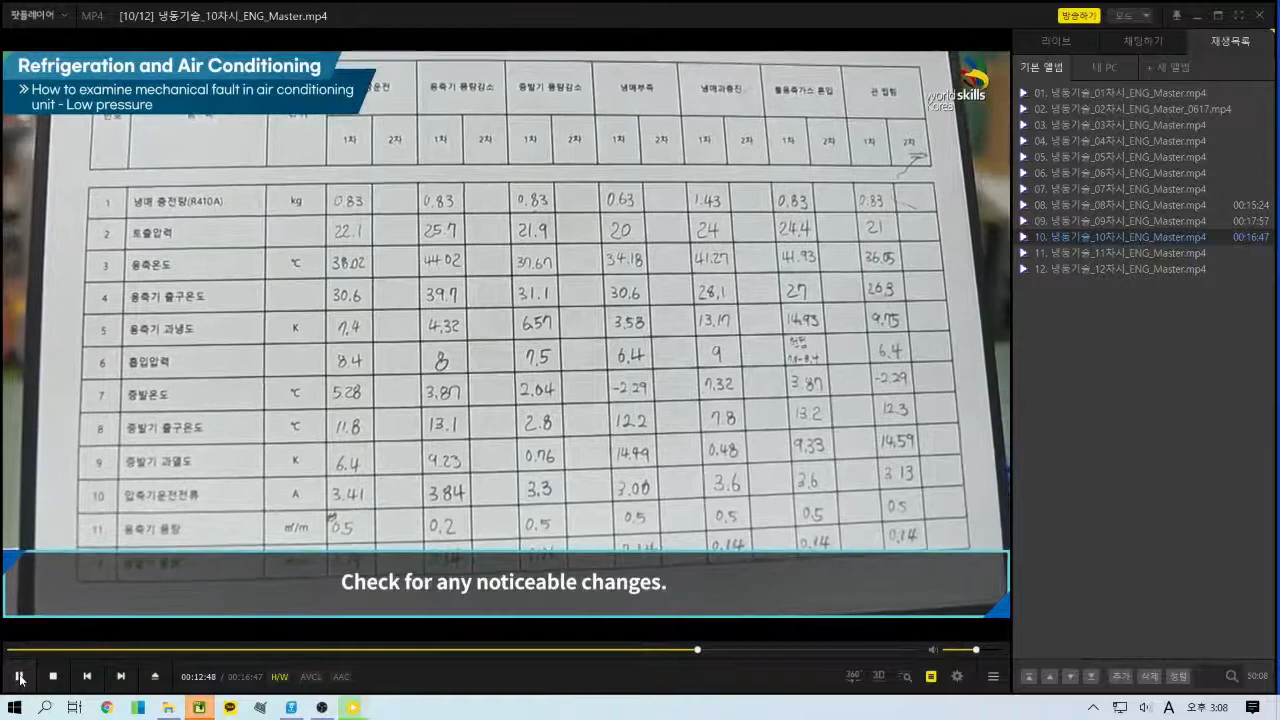 팟플레이어
MP4
[10/12] 냉동기술_10차시_ENG_Master.mp4
방송하기
모드
Refrigeration and Air Conditioning
» How to examine mechanical fault in air conditioning
unit - Low pressure
worldskills
Korea
운전 응축기 풍량감소 증발기 풍량감소 냉매부족 냉매과충진 불응축가스 혼입 관 접힘
1차 2차 1차 2차 1차 2차 1차 2차 1차 2차 1차 2차 1차 2차
1 냉매 충전량(R410A) kg 0.83 0.83 0.83 0.63 1.43 0.83 0.83
2 토출압력 22.1 25.7 21.9 20 24 24.4 21
3 응축온도 ℃ 38.02 44.02 37.67 34.18 41.27 41.93 36.05
4 응축기 출구온도 30.6 39.7 31.1 30.6 28.1 27 26.3
5 응축기 과냉도 K 7.4 4.32 6.57 3.58 13.17 14.93 9.75
6 흡입압력 8.4 8 7.5 6.4 9 6.4
7 증발온도 ℃ 5.28 3.87 2.04 -2.29 7.32 3.87 -2.29
8 증발기 출구온도 ℃ 11.8 13.1 2.8 12.2 7.8 13.2 12.3
9 증발기 과열도 K 6.4 9.23 0.76 14.49 0.48 9.33 14.59
10 압축기운전전류 A 3.41 3.84 3.3 3.00 3.6 3.6 3.13
11 응축기 풍량 ㎥/m 0.5 0.2 0.5 0.5 0.5 0.5 0.5
0.14 0.14 0.14
Check for any noticeable changes.
00:12:48 / 00:16:47 H/W AVC1 AAC
360° 3D
라이브 채팅하기 재생목록
기본 앨범 내 PC + 새 앨범
01. 냉동기술_01차시_ENG_Master.mp4
02. 냉동기술_02차시_ENG_Master_0617.mp4
03. 냉동기술_03차시_ENG_Master.mp4
04. 냉동기술_04차시_ENG_Master.mp4
05. 냉동기술_05차시_ENG_Master.mp4
06. 냉동기술_06차시_ENG_Master.mp4
07. 냉동기술_07차시_ENG_Master.mp4
08. 냉동기술_08차시_ENG_Master.mp4 00:15:24
09. 냉동기술_09차시_ENG_Master.mp4 00:17:57
10. 냉동기술_10차시_ENG_Master.mp4 00:16:47
11. 냉동기술_11차시_ENG_Master.mp4
12. 냉동기술_12차시_ENG_Master.mp4
추가 삭제 정렬 50:08
A 오후 3:08